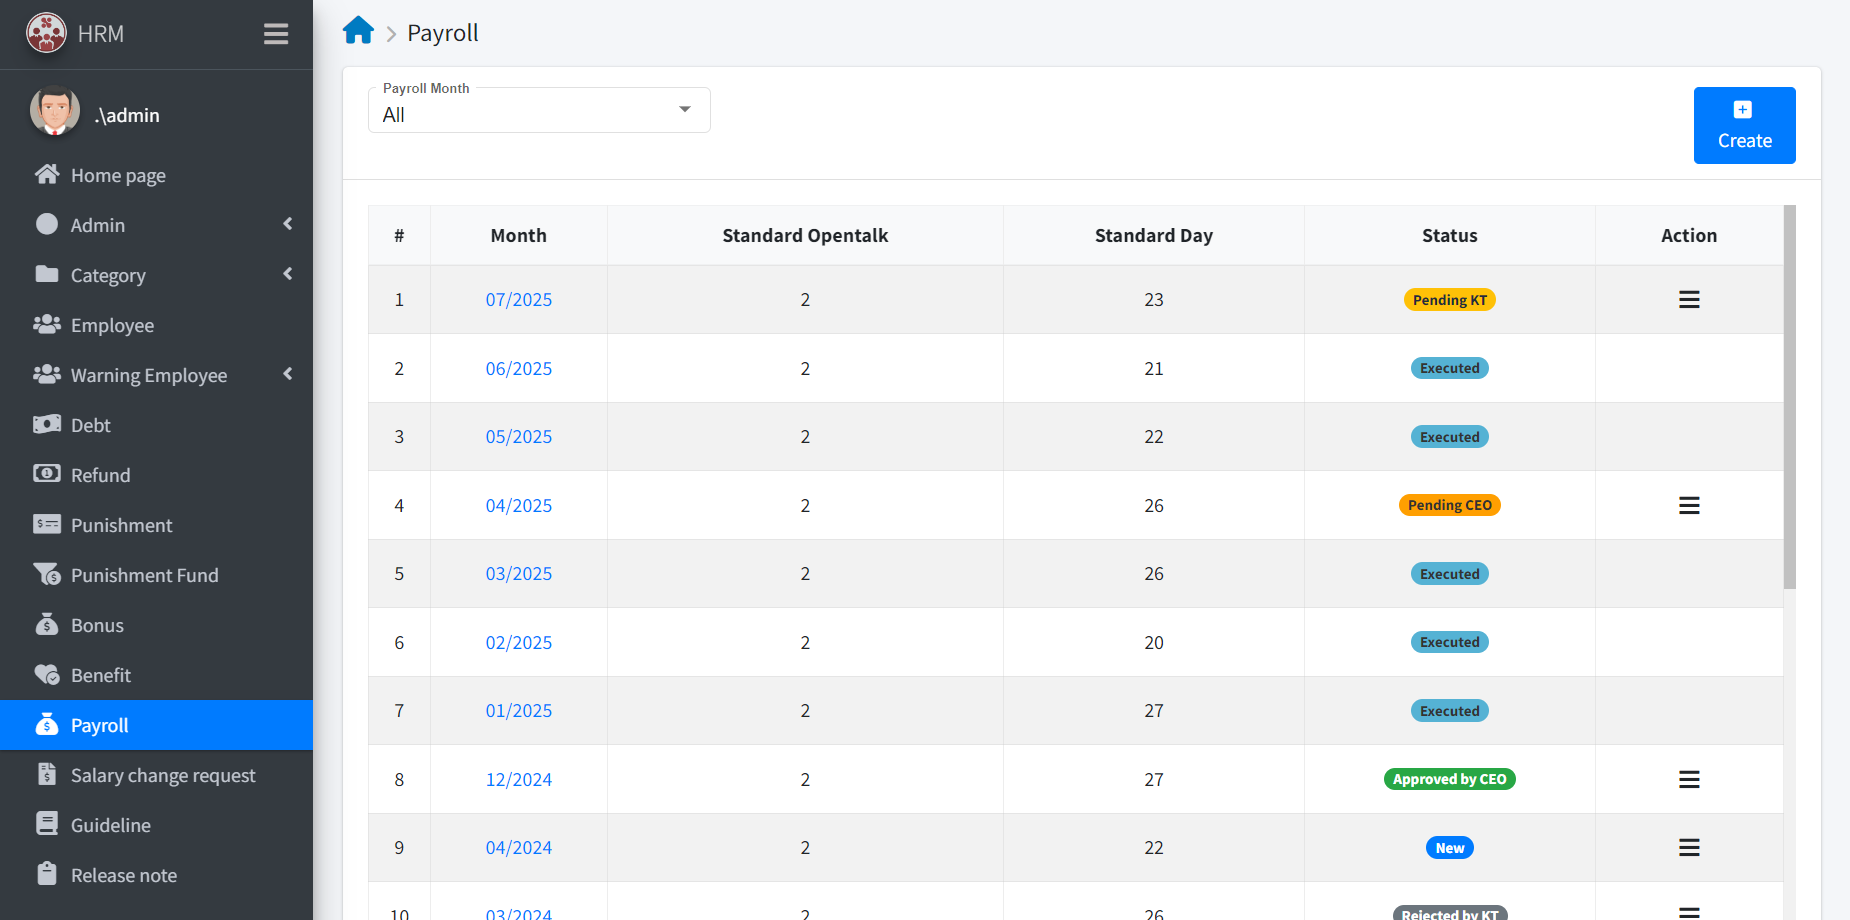 HRM
.\admin
Home page
Admin
Category
Employee
Warning Employee
Debt
Refund
Punishment
Punishment Fund
Bonus
Benefit
Payroll
Salary change request
Guideline
Release note
Payroll
Payroll Month
All
Create
# Month Standard Opentalk Standard Day Status Action
1 07/2025 2 23 Pending KT
2 06/2025 2 21 Executed
3 05/2025 2 22 Executed
4 04/2025 2 26 Pending CEO
5 03/2025 2 26 Executed
6 02/2025 2 20 Executed
7 01/2025 2 27 Executed
8 12/2024 2 27 Approved by CEO
9 04/2024 2 22 New
10 03/2024 2 26 Rejected by KT